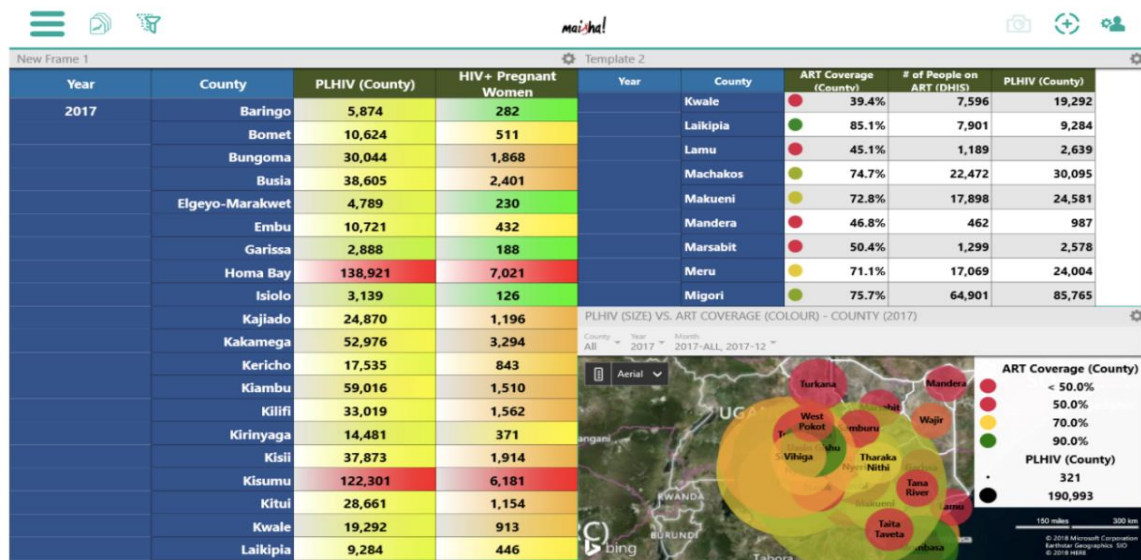 maisha!
New Frame 1
Year County PLHIV (County) HIV+ Pregnant Women
2017 Baringo 5,874 282
Bomet 10,624 511
Bungoma 30,044 1,868
Busia 38,605 2,401
Elgeyo-Marakwet 4,789 230
Embu 10,721 432
Garissa 2,888 188
Homa Bay 138,921 7,021
Isiolo 3,139 126
Kajiado 24,870 1,196
Kakamega 52,976 3,294
Kericho 17,535 843
Kiambu 59,016 1,510
Kilifi 33,019 1,562
Kirinyaga 14,481 371
Kisii 37,873 1,914
Kisumu 122,301 6,181
Kitui 28,661 1,154
Kwale 19,292 913
Laikipia 9,284 446
Template 2
Year County ART Coverage (County) # of People on ART (DHIS) PLHIV (County)
Kwale 39.4% 7,596 19,292
Laikipia 85.1% 7,901 9,284
Lamu 45.1% 1,189 2,639
Machakos 74.7% 22,472 30,095
Makueni 72.8% 17,898 24,581
Mandera 46.8% 462 987
Marsabit 50.4% 1,299 2,578
Meru 71.1% 17,069 24,004
Migori 75.7% 64,901 85,765
PLHIV (SIZE) VS. ART COVERAGE (COLOUR) - COUNTY (2017)
County Year Month
All 2017 2017-ALL, 2017-12
Aerial
Turkana
Mandera
UGA
West Pokot
Wajir
Vihiga
Tharaka Nithi
Tana River
RWANDA
Makueni
Lamu
BURUNDI
Taita Taveta
Tabora
bing
ART Coverage (County)
< 50.0%
50.0%
70.0%
90.0%
PLHIV (County)
321
190,993
150 miles 300 km
© 2018 Microsoft Corporation
Earthstar Geographics SIO
© 2018 HERE